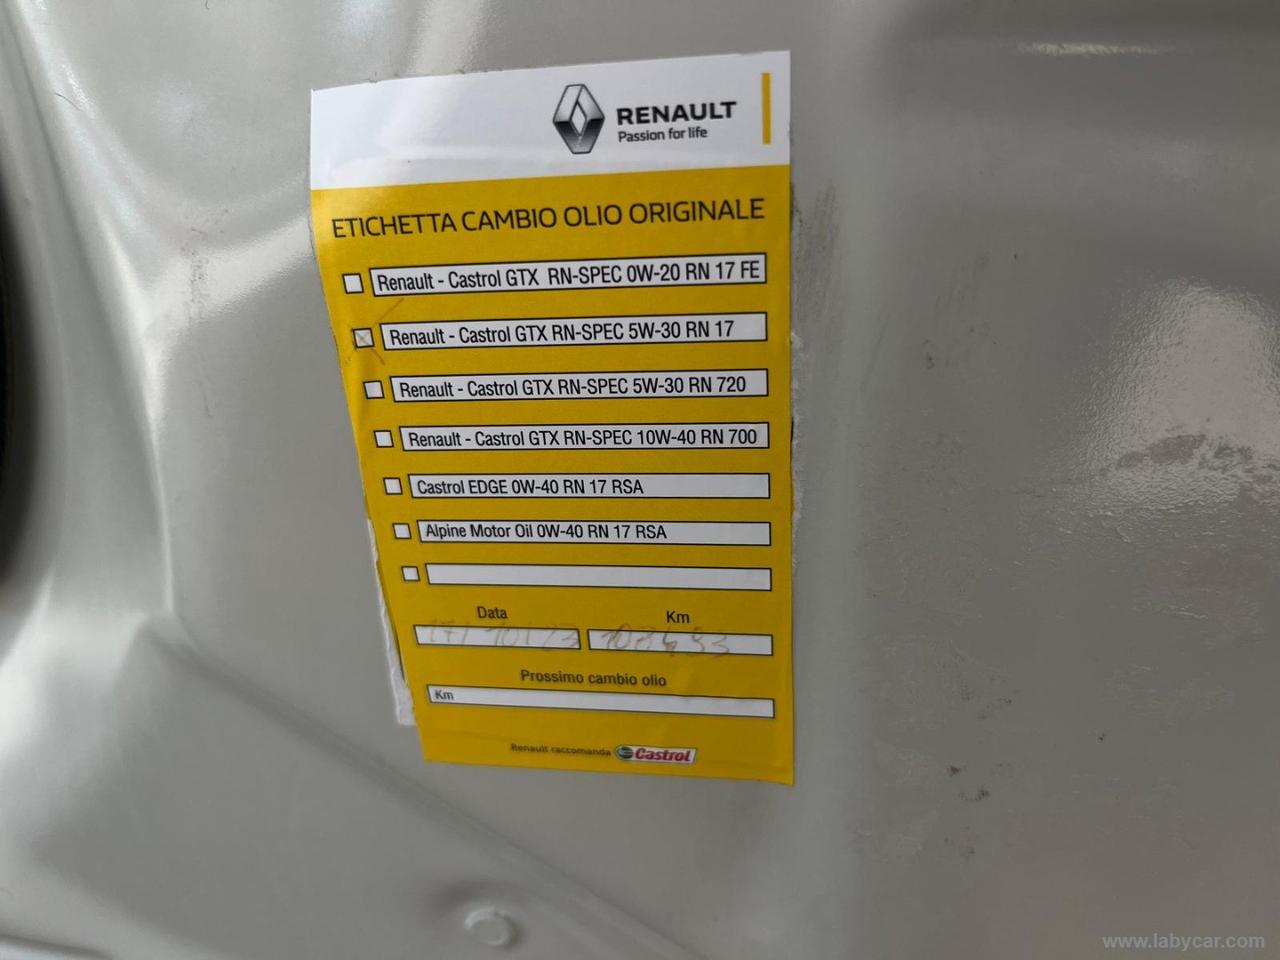 RENAULT
Passion for life
ETICHETTA CAMBIO OLIO ORIGINALE
Renault - Castrol GTX RN-SPEC 0W-20 RN 17 FE
Renault - Castrol GTX RN-SPEC 5W-30 RN 17
Renault - Castrol GTX RN-SPEC 5W-30 RN 720
Renault - Castrol GTX RN-SPEC 10W-40 RN 700
Castrol EDGE 0W-40 RN 17 RSA
Alpine Motor Oil 0W-40 RN 17 RSA
Data Km
17/10/23
Prossimo cambio olio
Km
Renault raccomanda Castrol
www.labycar.com